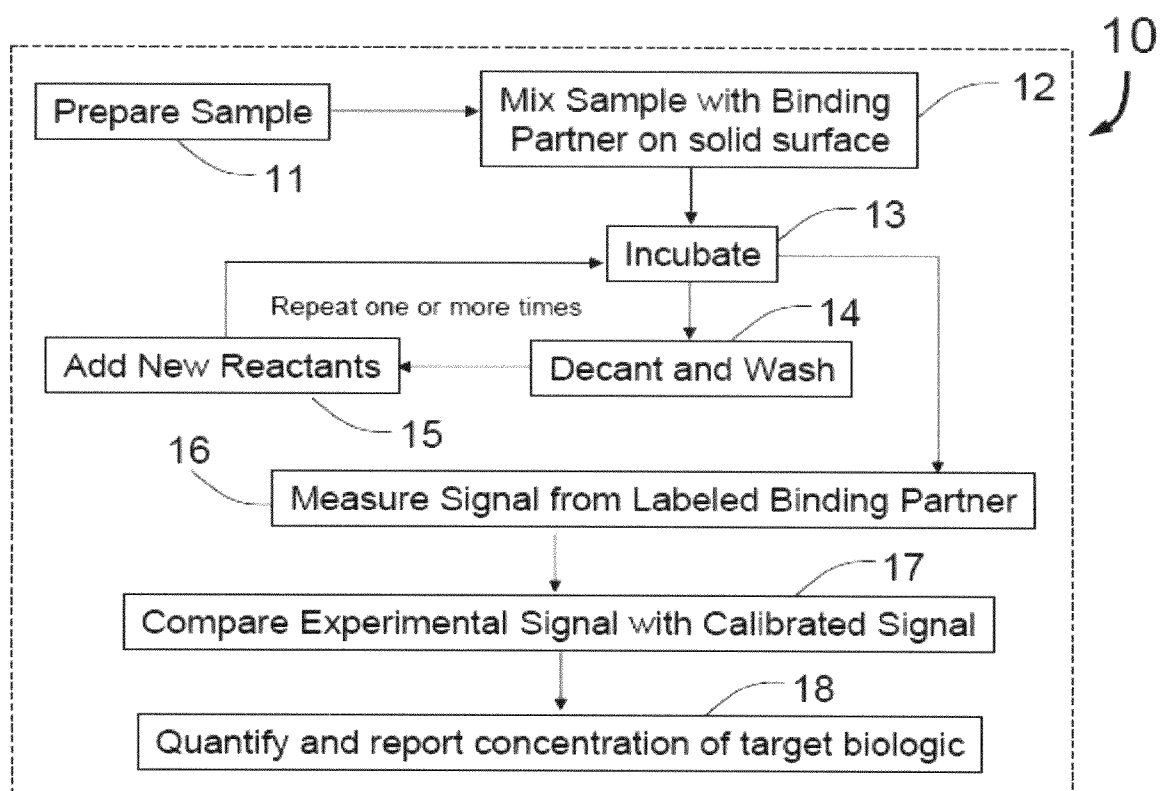 10
Prepare Sample
11
Mix Sample with Binding
Partner on solid surface
12
Incubate
13
Repeat one or more times
14
Decant and Wash
Add New Reactants
15
16
Measure Signal from Labeled Binding Partner
17
Compare Experimental Signal with Calibrated Signal
18
Quantify and report concentration of target biologic